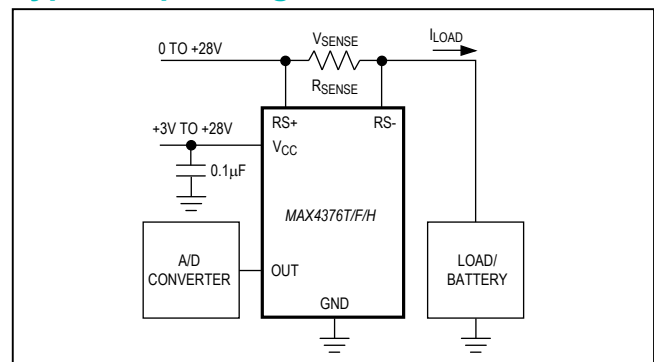 0 TO +28V
VSENSE
ILOAD
RSENSE
RS+
RS-
+3V TO +28V
VCC
0.1μF
MAX4376T/F/H
A/D
CONVERTER
OUT
LOAD/
BATTERY
GND